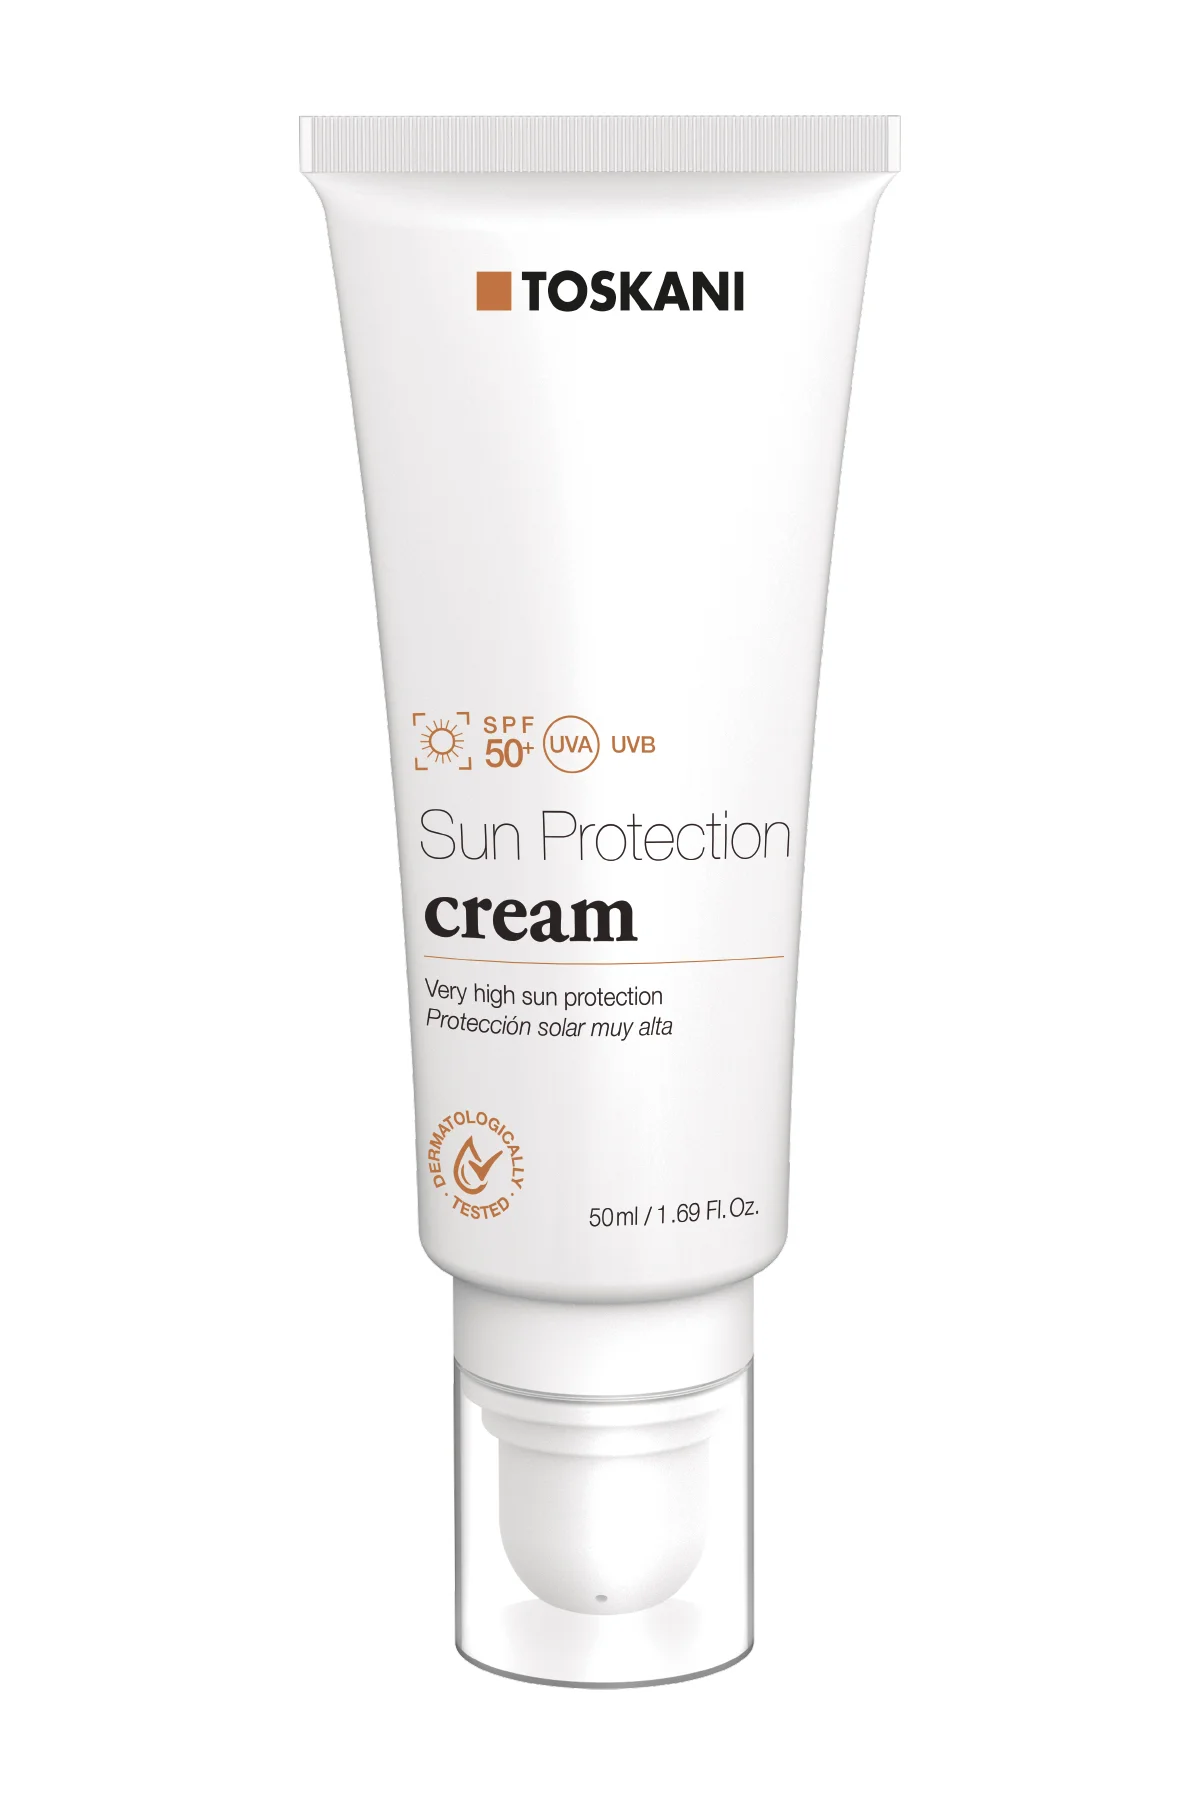 TOSKANI
SPF
50+
UVA
UVB
Sun Protection
cream
Very high sun protection
Protección solar muy alta
DERMATOLOGICALLY
· TESTED ·
50ml / 1.69 Fl. Oz.